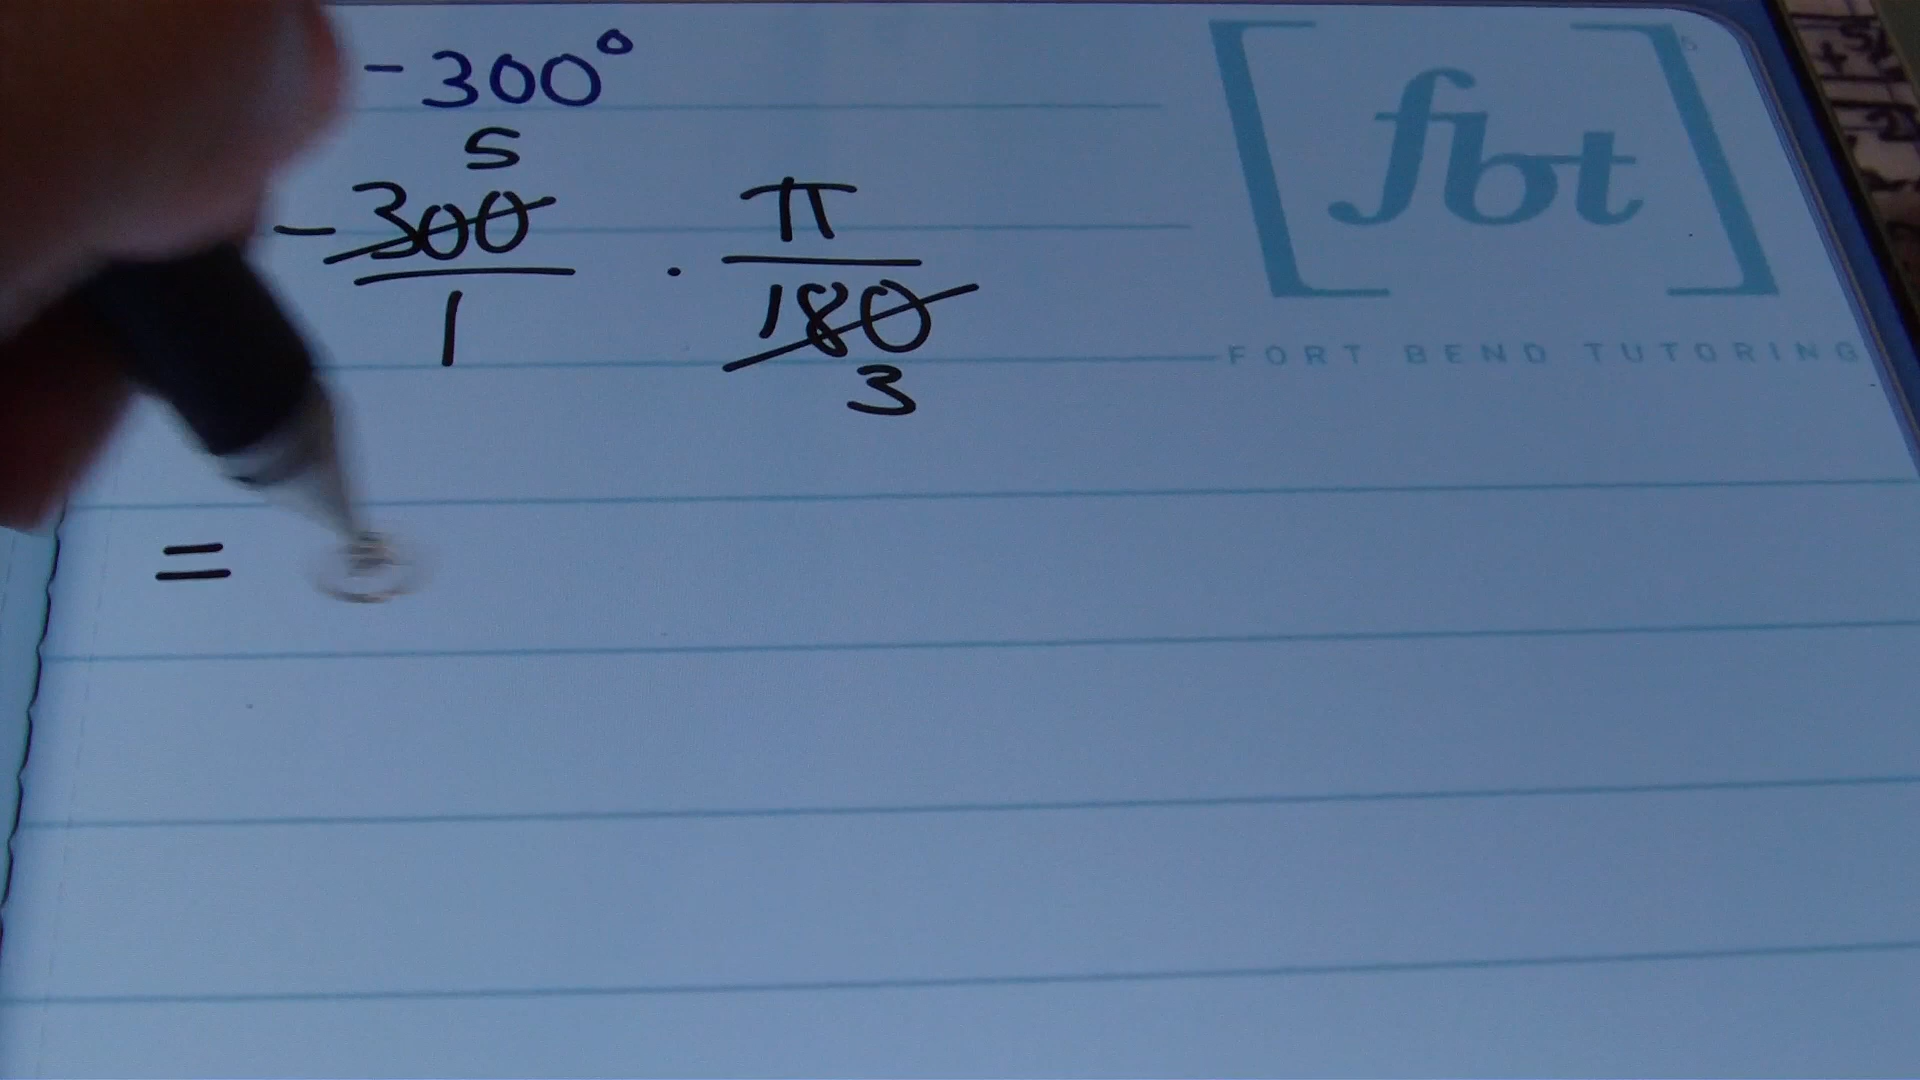 -300°
5
-300 · π
1 180
3
=
fbt
FORT BEND TUTORING